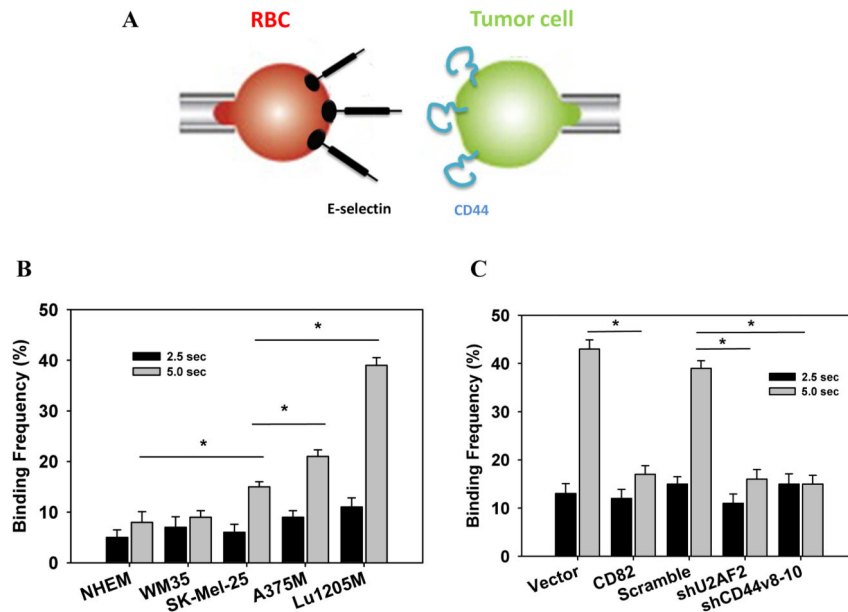 A
RBC
Tumor cell
E-selectin
CD44
B
50
40
30
20
10
0
Binding Frequency (%)
2.5 sec
5.0 sec
*
*
*
NHEM
WM35
SK-Mel-25
A375M
Lu1205M
C
50
40
30
20
10
0
Binding Frequency (%)
*
*
*
2.5 sec
5.0 sec
Vector
CD82
Scramble
shU2AF2
shCD44v8-10